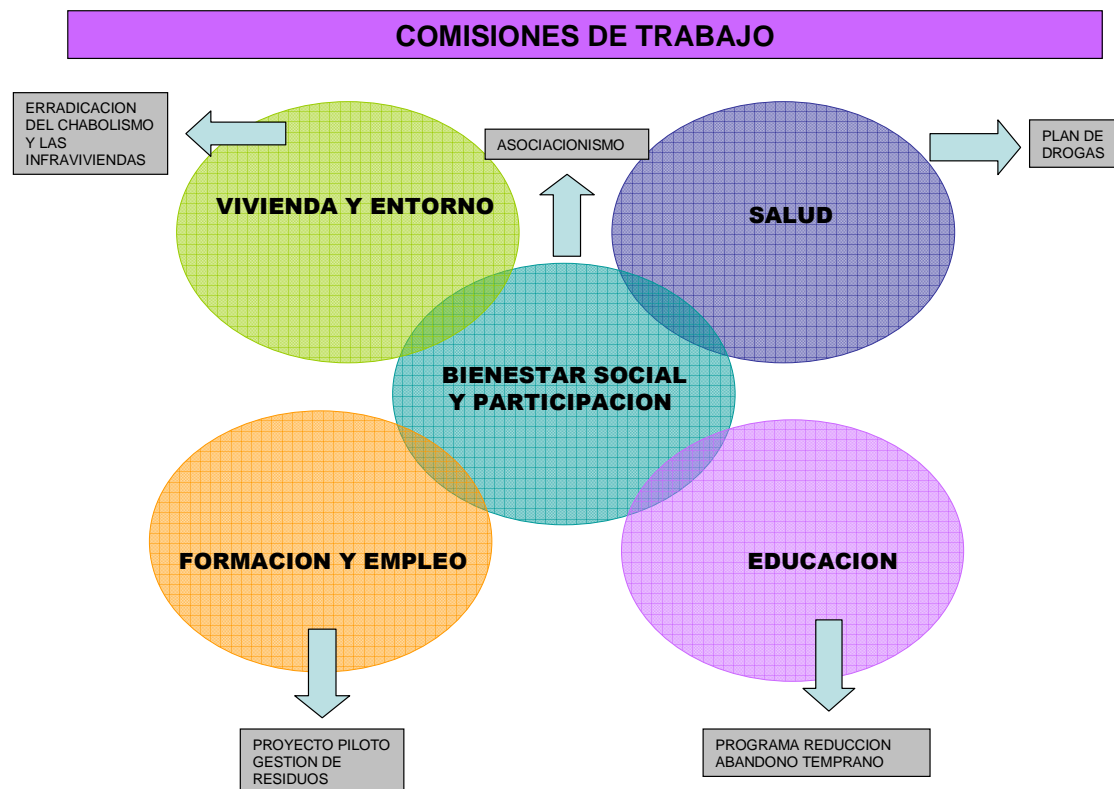 COMISIONES DE TRABAJO
ERRADICACION
DEL CHABOLISMO
Y LAS
INFRAVIVIENDAS
ASOCIACIONISMO
PLAN DE
DROGAS
VIVIENDA Y ENTORNO
SALUD
BIENESTAR SOCIAL
Y PARTICIPACION
FORMACION Y EMPLEO
EDUCACION
PROYECTO PILOTO
GESTION DE
RESIDUOS
PROGRAMA REDUCCION
ABANDONO TEMPRANO